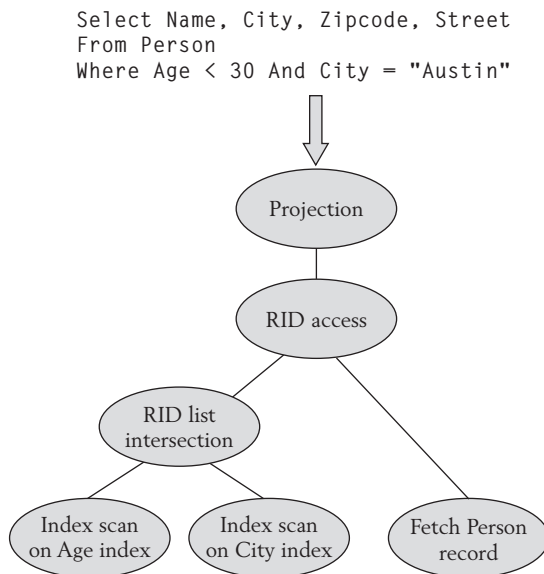 Select Name, City, Zipcode, Street
From Person
Where Age < 30 And City = "Austin"
Projection
RID access
RID list
intersection
Index scan
on Age index
Index scan
on City index
Fetch Person
record